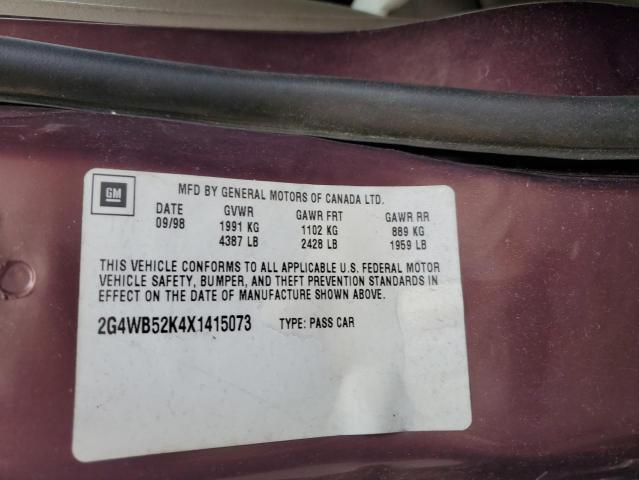 GM
MFD BY GENERAL MOTORS OF CANADA LTD.
DATE GVWR GAWR FRT GAWR RR
09/98 1991 KG 1102 KG 889 KG
4387 LB 2428 LB 1959 LB
THIS VEHICLE CONFORMS TO ALL APPLICABLE U.S. FEDERAL MOTOR
VEHICLE SAFETY, BUMPER, AND THEFT PREVENTION STANDARDS IN
EFFECT ON THE DATE OF MANUFACTURE SHOWN ABOVE.
2G4WB52K4X1415073 TYPE: PASS CAR